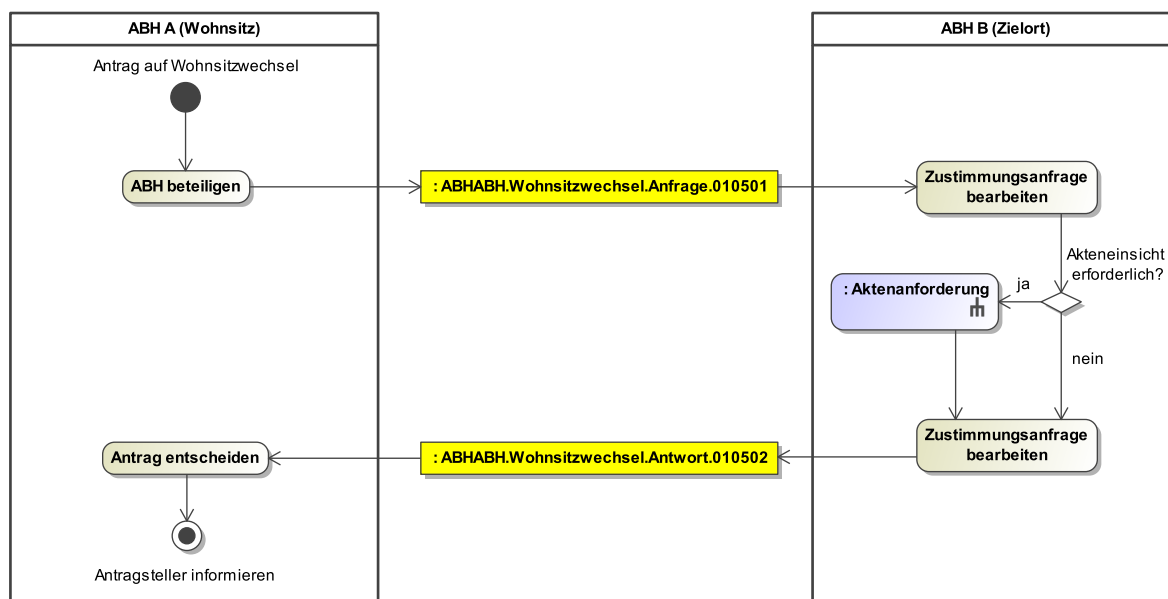 ABH A (Wohnsitz)
ABH B (Zielort)
Antrag auf Wohnsitzwechsel
ABH beteiligen
: ABHABH.Wohnsitzwechsel.Anfrage.010501
Zustimmungsanfrage
bearbeiten
Akteneinsicht
erforderlich?
ja
: Aktenanforderung
nein
Zustimmungsanfrage
bearbeiten
: ABHABH.Wohnsitzwechsel.Antwort.010502
Antrag entscheiden
Antragsteller informieren